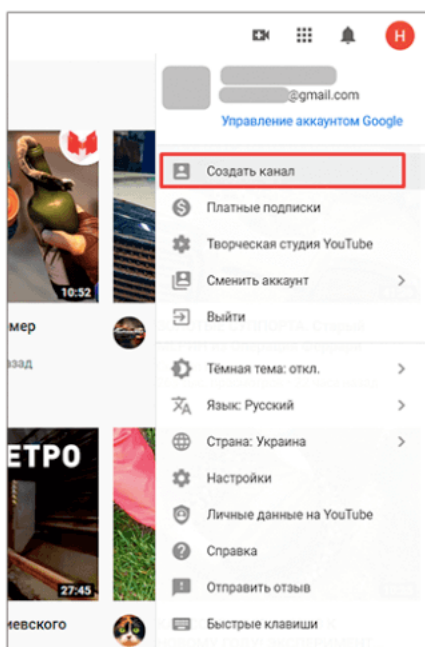 Н
@gmail.com
Управление аккаунтом Google
Создать канал
Платные подписки
10:52
Творческая студия YouTube
Сменить аккаунт
Выйти
мер
зад
Тёмная тема: откл.
Язык: Русский
ЕТРО
Страна: Украина
Настройки
Личные данные на YouTube
Справка
27:45
Отправить отзыв
иевского
Быстрые клавиши